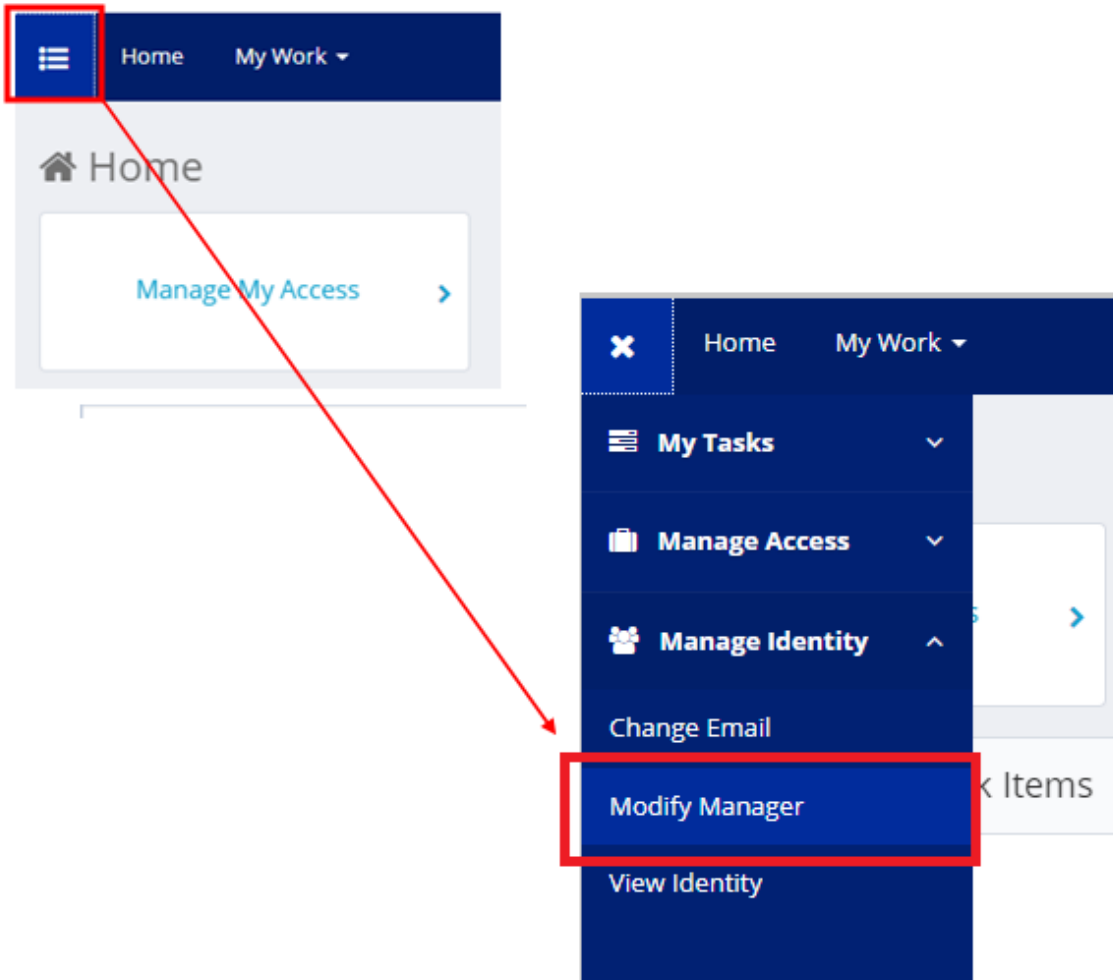 Home My Work
Home
Manage My Access
Home My Work
My Tasks
Manage Access
s
Manage Identity
Change Email
Modify Manager
k Items
View Identity